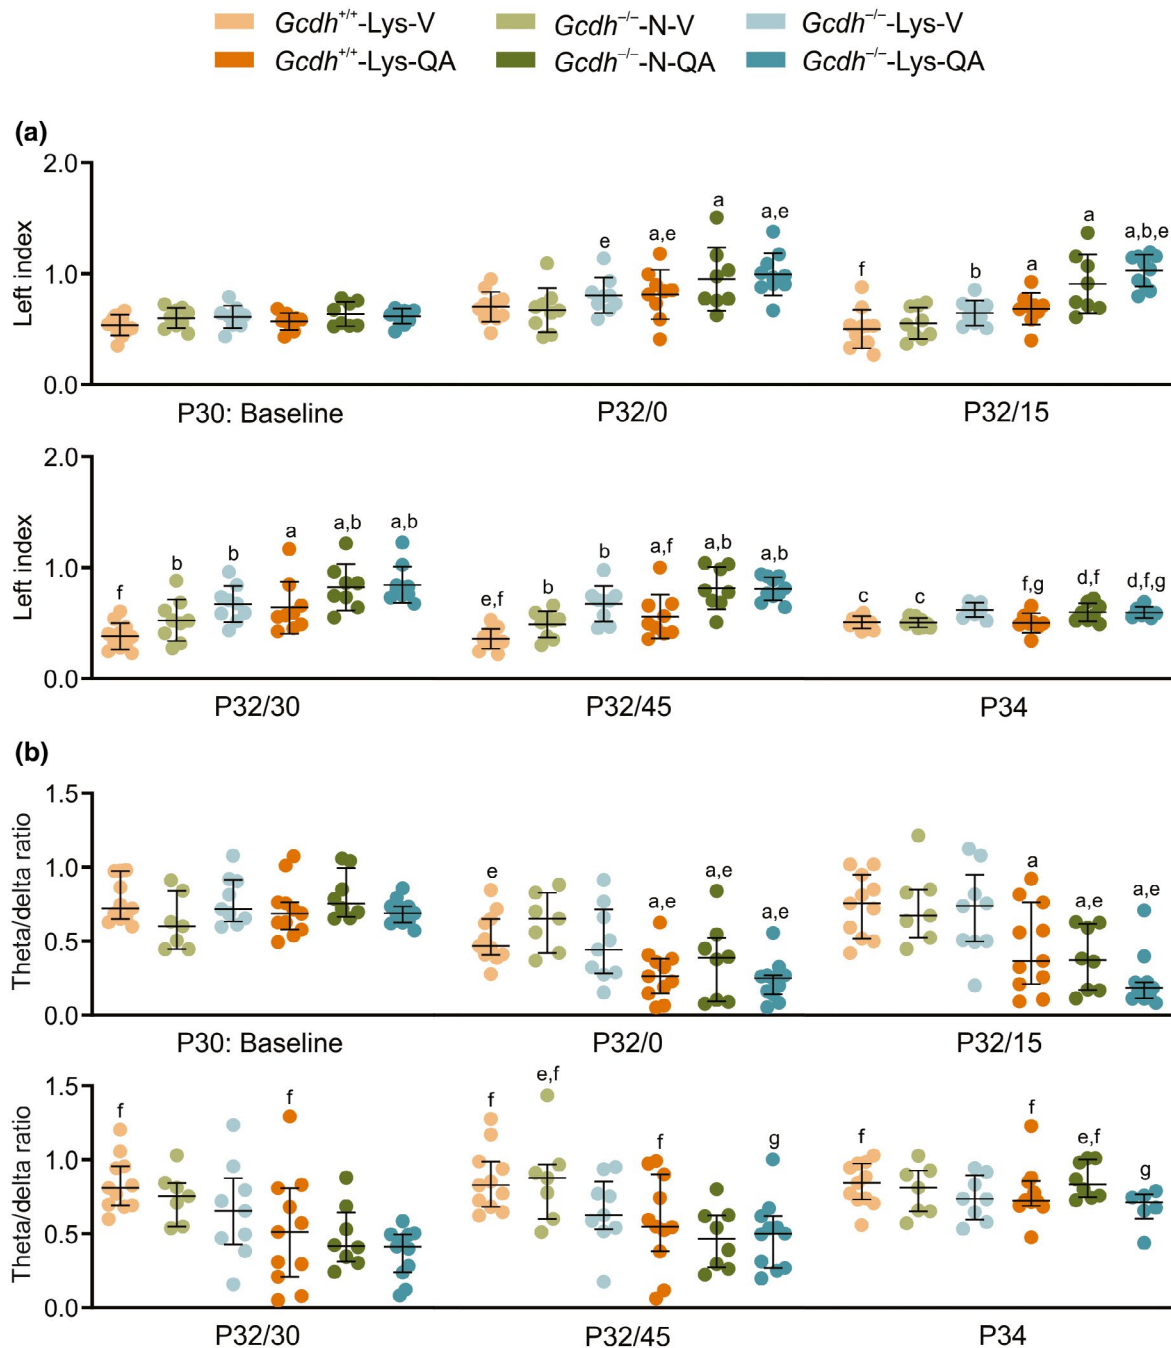 Gcdh+/+-Lys-V Gcdh−/−-N-V Gcdh−/−-Lys-V
Gcdh+/+-Lys-QA Gcdh−/−-N-QA Gcdh−/−-Lys-QA
(a)
Left index
2.0
1.0
0.0
e a,e a a,e
f b a a a,b,e
P30: Baseline P32/0 P32/15
Left index
2.0
1.0
0.0
f b b a a,b a,b
e,f b b a,f a,b a,b
c c f,g d,f d,f,g
P32/30 P32/45 P34
(b)
Theta/delta ratio
1.5
1.0
0.5
0.0
e a,e a,e a,e
a a,e a,e
P30: Baseline P32/0 P32/15
Theta/delta ratio
1.5
1.0
0.5
0.0
f f
f e,f f g
f f e,f g
P32/30 P32/45 P34